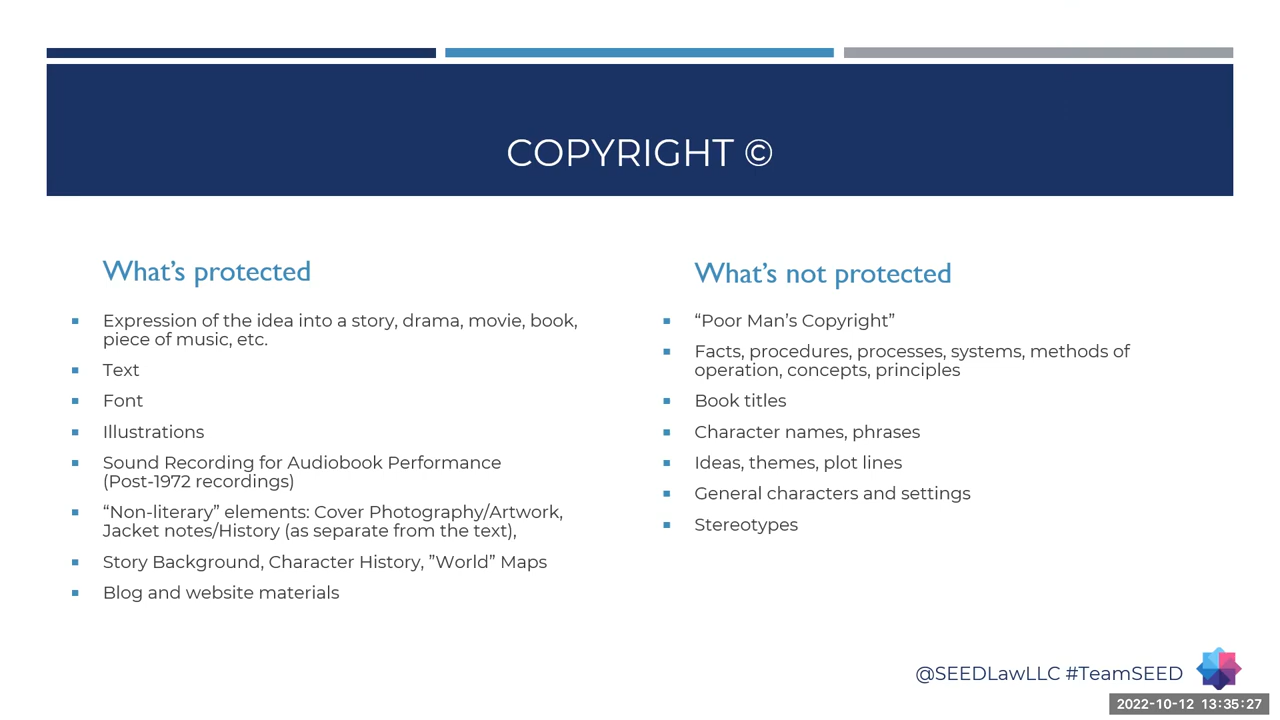 COPYRIGHT ©
What’s protected
Expression of the idea into a story, drama, movie, book,
piece of music, etc.
Text
Font
Illustrations
Sound Recording for Audiobook Performance
(Post-1972 recordings)
“Non-literary” elements: Cover Photography/Artwork,
Jacket notes/History (as separate from the text),
Story Background, Character History, ”World” Maps
Blog and website materials
What’s not protected
“Poor Man’s Copyright”
Facts, procedures, processes, systems, methods of
operation, concepts, principles
Book titles
Character names, phrases
Ideas, themes, plot lines
General characters and settings
Stereotypes
@SEEDLawLLC #TeamSEED
2022-10-12 13:35:27